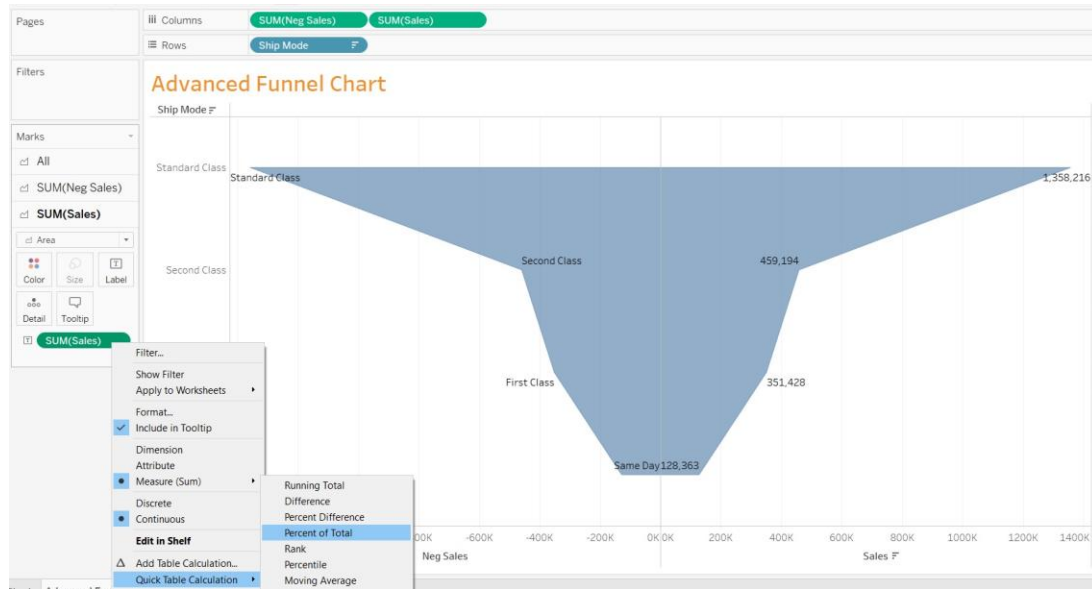 Pages
Columns
SUM(Neg Sales)
SUM(Sales)
Rows
Ship Mode
Filters
Advanced Funnel Chart
Ship Mode
Marks
All
SUM(Neg Sales)
SUM(Sales)
Area
Color
Size
Label
Detail
Tooltip
SUM(Sales)
Standard Class
Standard Class
1,358,216
Second Class
Second Class
459,194
First Class
351,428
Same Day
128,363
Filter...
Show Filter
Apply to Worksheets
Format...
Include in Tooltip
Dimension
Attribute
Measure (Sum)
Discrete
Continuous
Edit in Shelf
Add Table Calculation...
Quick Table Calculation
Running Total
Difference
Percent Difference
Percent of Total
Rank
Percentile
Moving Average
-600K
-400K
-200K
0K
0K
200K
400K
600K
800K
1000K
1200K
1400K
Neg Sales
Sales